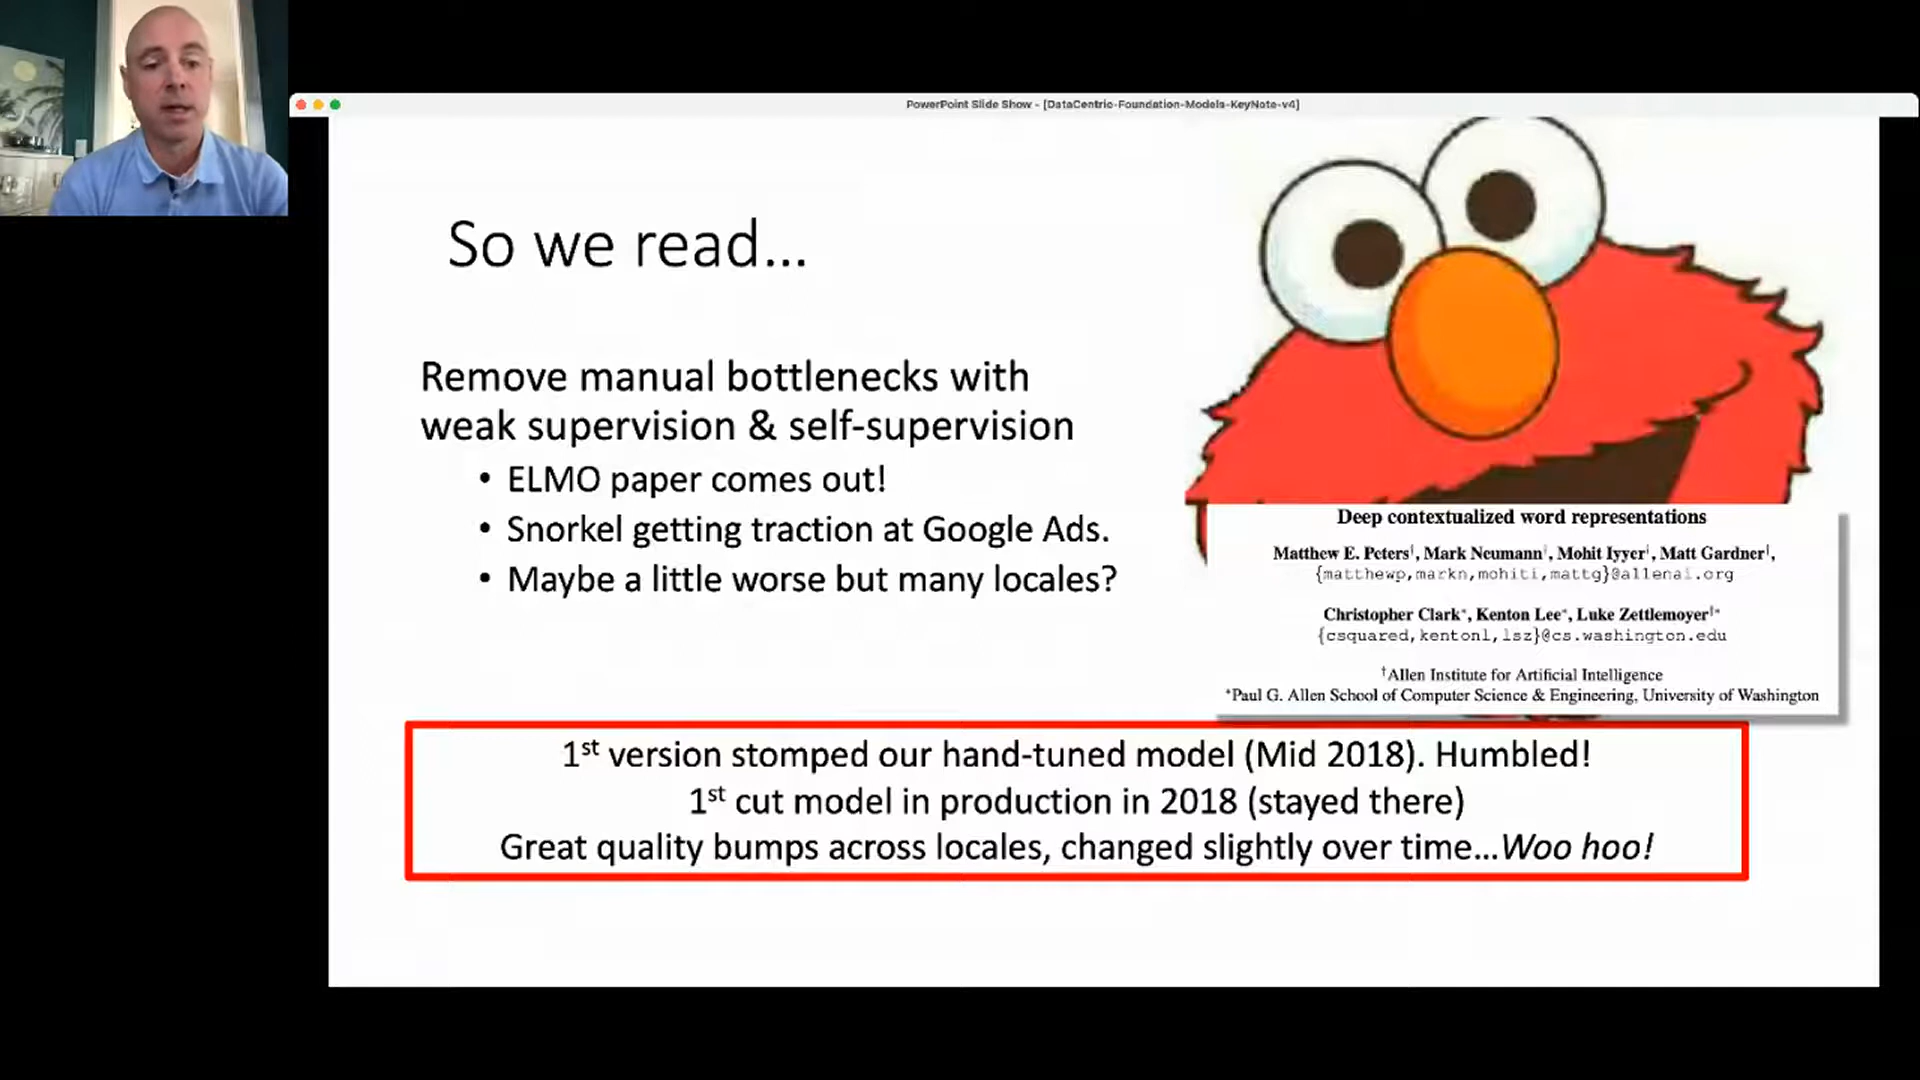 PowerPoint Slide Show - [DataCentric-Foundation-Models-KeyNote-v4]
So we read...
Remove manual bottlenecks with
weak supervision & self-supervision
• ELMO paper comes out!
• Snorkel getting traction at Google Ads.
• Maybe a little worse but many locales?
Deep contextualized word representations
Matthew E. Peters†, Mark Neumann†, Mohit Iyyer†, Matt Gardner†,
{matthewp,markn,mohiti,mattg}@allenai.org
Christopher Clark*, Kenton Lee*, Luke Zettlemoyer†*
{csquared,kentonl,lsz}@cs.washington.edu
†Allen Institute for Artificial Intelligence
*Paul G. Allen School of Computer Science & Engineering, University of Washington
1st version stomped our hand-tuned model (Mid 2018). Humbled!
1st cut model in production in 2018 (stayed there)
Great quality bumps across locales, changed slightly over time...Woo hoo!